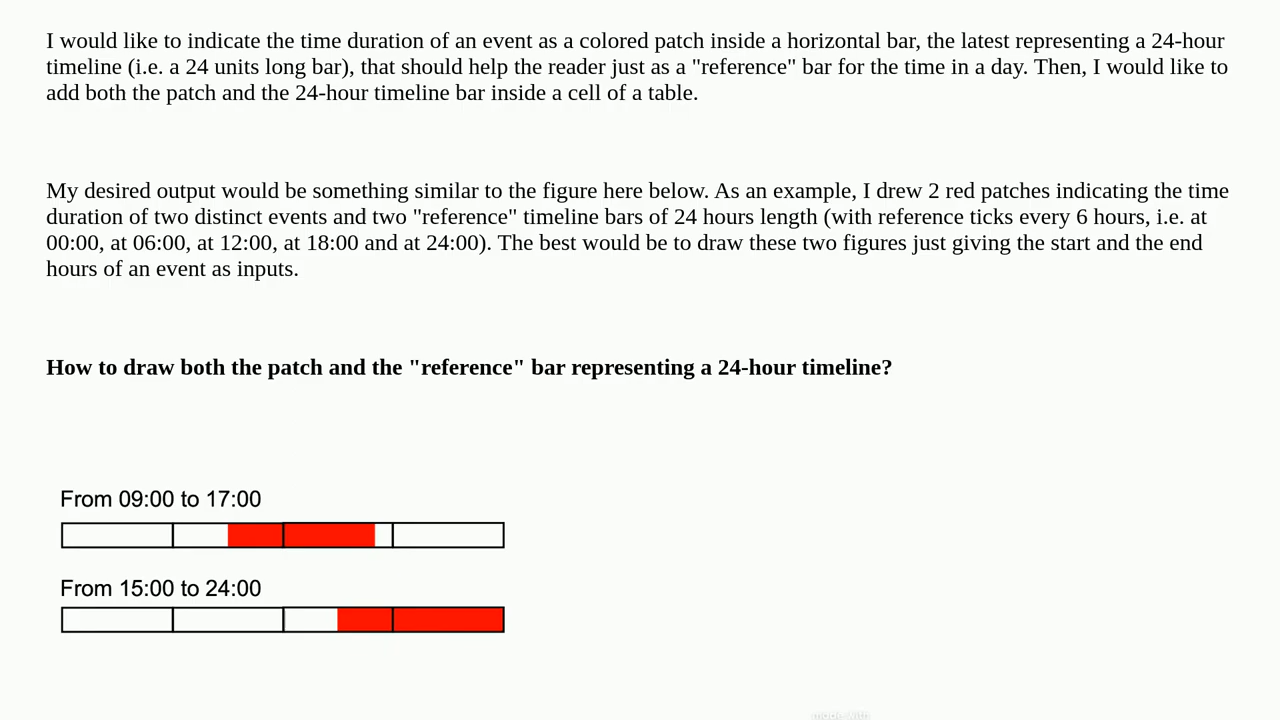 I would like to indicate the time duration of an event as a colored patch inside a horizontal bar, the latest representing a 24-hour
timeline (i.e. a 24 units long bar), that should help the reader just as a "reference" bar for the time in a day. Then, I would like to
add both the patch and the 24-hour timeline bar inside a cell of a table.
My desired output would be something similar to the figure here below. As an example, I drew 2 red patches indicating the time
duration of two distinct events and two "reference" timeline bars of 24 hours length (with reference ticks every 6 hours, i.e. at
00:00, at 06:00, at 12:00, at 18:00 and at 24:00). The best would be to draw these two figures just giving the start and the end
hours of an event as inputs.
How to draw both the patch and the "reference" bar representing a 24-hour timeline?
From 09:00 to 17:00
From 15:00 to 24:00
made with